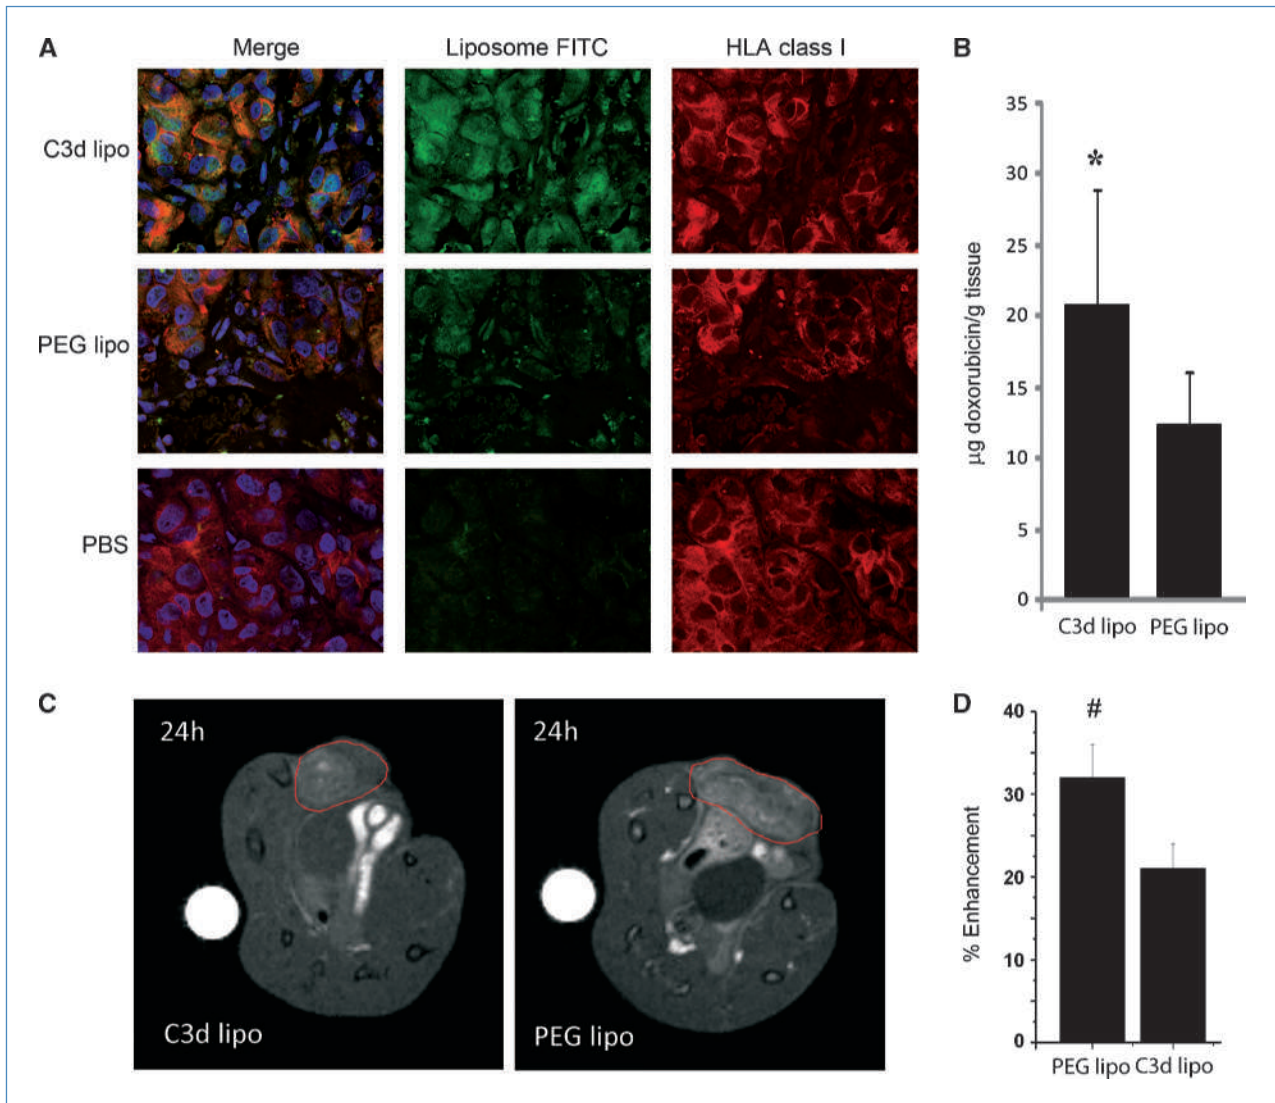 A
Merge
Liposome FITC
HLA class I
C3d lipo
PEG lipo
PBS
B
µg doxorubicin/g tissue
35
30
25
20
15
10
5
0
*
C3d lipo PEG lipo
C
24h
C3d lipo
24h
PEG lipo
D
% Enhancement
40
30
20
10
0
#
PEG lipo C3d lipo